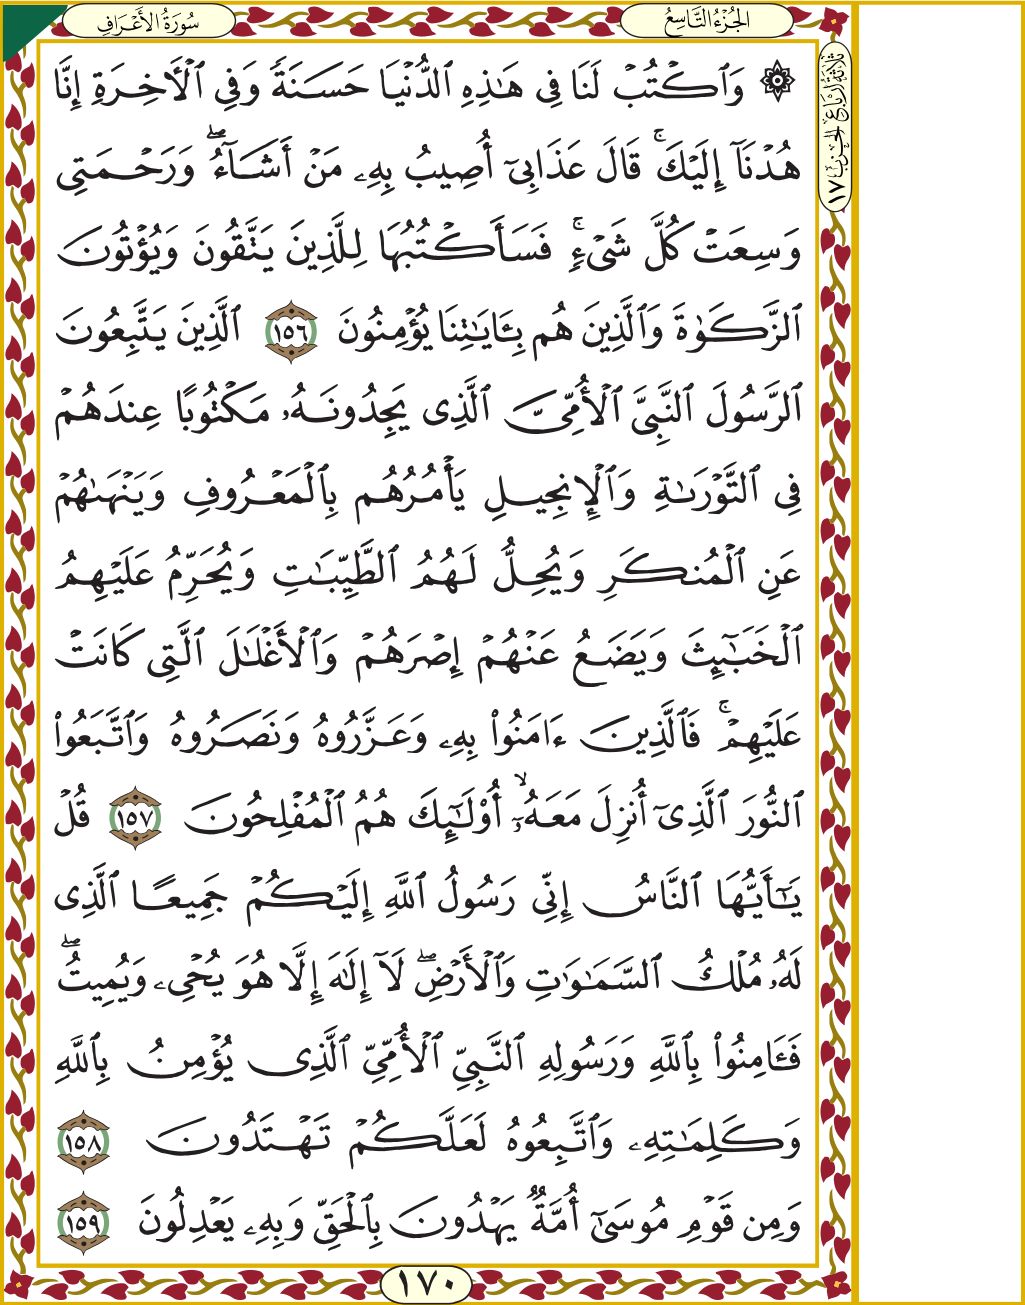 سُورَةُ الأَعْرَافِ
الجُزْءُ التَّاسِعُ
ثَلَاثَةُ أَرْبَاعِ الحِزْبِ ١٧
۞ وَٱكۡتُبۡ لَنَا فِي هَٰذِهِ ٱلدُّنۡيَا حَسَنَةٗ وَفِي ٱلۡأٓخِرَةِ إِنَّا
هُدۡنَآ إِلَيۡكَۚ قَالَ عَذَابِيٓ أُصِيبُ بِهِۦ مَنۡ أَشَآءُۖ وَرَحۡمَتِي
وَسِعَتۡ كُلَّ شَيۡءٖۚ فَسَأَكۡتُبُهَا لِلَّذِينَ يَتَّقُونَ وَيُؤۡتُونَ
ٱلزَّكَوٰةَ وَٱلَّذِينَ هُم بِـَٔايَٰتِنَا يُؤۡمِنُونَ ١٥٦ ٱلَّذِينَ يَتَّبِعُونَ
ٱلرَّسُولَ ٱلنَّبِيَّ ٱلۡأُمِّيَّ ٱلَّذِي يَجِدُونَهُۥ مَكۡتُوبًا عِندَهُمۡ
فِي ٱلتَّوۡرَىٰةِ وَٱلۡإِنجِيلِ يَأۡمُرُهُم بِٱلۡمَعۡرُوفِ وَيَنۡهَىٰهُمۡ
عَنِ ٱلۡمُنكَرِ وَيُحِلُّ لَهُمُ ٱلطَّيِّبَٰتِ وَيُحَرِّمُ عَلَيۡهِمُ
ٱلۡخَبَٰٓئِثَ وَيَضَعُ عَنۡهُمۡ إِصۡرَهُمۡ وَٱلۡأَغۡلَٰلَ ٱلَّتِي كَانَتۡ
عَلَيۡهِمۡۚ فَٱلَّذِينَ ءَامَنُواْ بِهِۦ وَعَزَّرُوهُ وَنَصَرُوهُ وَٱتَّبَعُواْ
ٱلنُّورَ ٱلَّذِيٓ أُنزِلَ مَعَهُۥٓۙ أُوْلَٰٓئِكَ هُمُ ٱلۡمُفۡلِحُونَ ١٥٧ قُلۡ
يَٰٓأَيُّهَا ٱلنَّاسُ إِنِّي رَسُولُ ٱللَّهِ إِلَيۡكُمۡ جَمِيعًا ٱلَّذِي
لَهُۥ مُلۡكُ ٱلسَّمَٰوَٰتِ وَٱلۡأَرۡضِۖ لَآ إِلَٰهَ إِلَّا هُوَ يُحۡيِۦ وَيُمِيتُۖ
فَـَٔامِنُواْ بِٱللَّهِ وَرَسُولِهِ ٱلنَّبِيِّ ٱلۡأُمِّيِّ ٱلَّذِي يُؤۡمِنُ بِٱللَّهِ
وَكَلِمَٰتِهِۦ وَٱتَّبِعُوهُ لَعَلَّكُمۡ تَهۡتَدُونَ ١٥٨
وَمِن قَوۡمِ مُوسَىٰٓ أُمَّةٞ يَهۡدُونَ بِٱلۡحَقِّ وَبِهِۦ يَعۡدِلُونَ ١٥٩
١٧٠